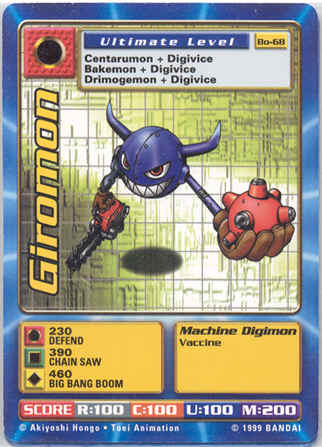 Ultimate Level
Bo-68
Centarumon + Digivice
Bakemon + Digivice
Drimogemon + Digivice
Giromon
230
DEFEND
390
CHAIN SAW
460
BIG BANG BOOM
Machine Digimon
Vaccine
SCORE R:100 C:100 U:100 M:200
© Akiyoshi Hongo • Toei Animation © 1999 BANDAI